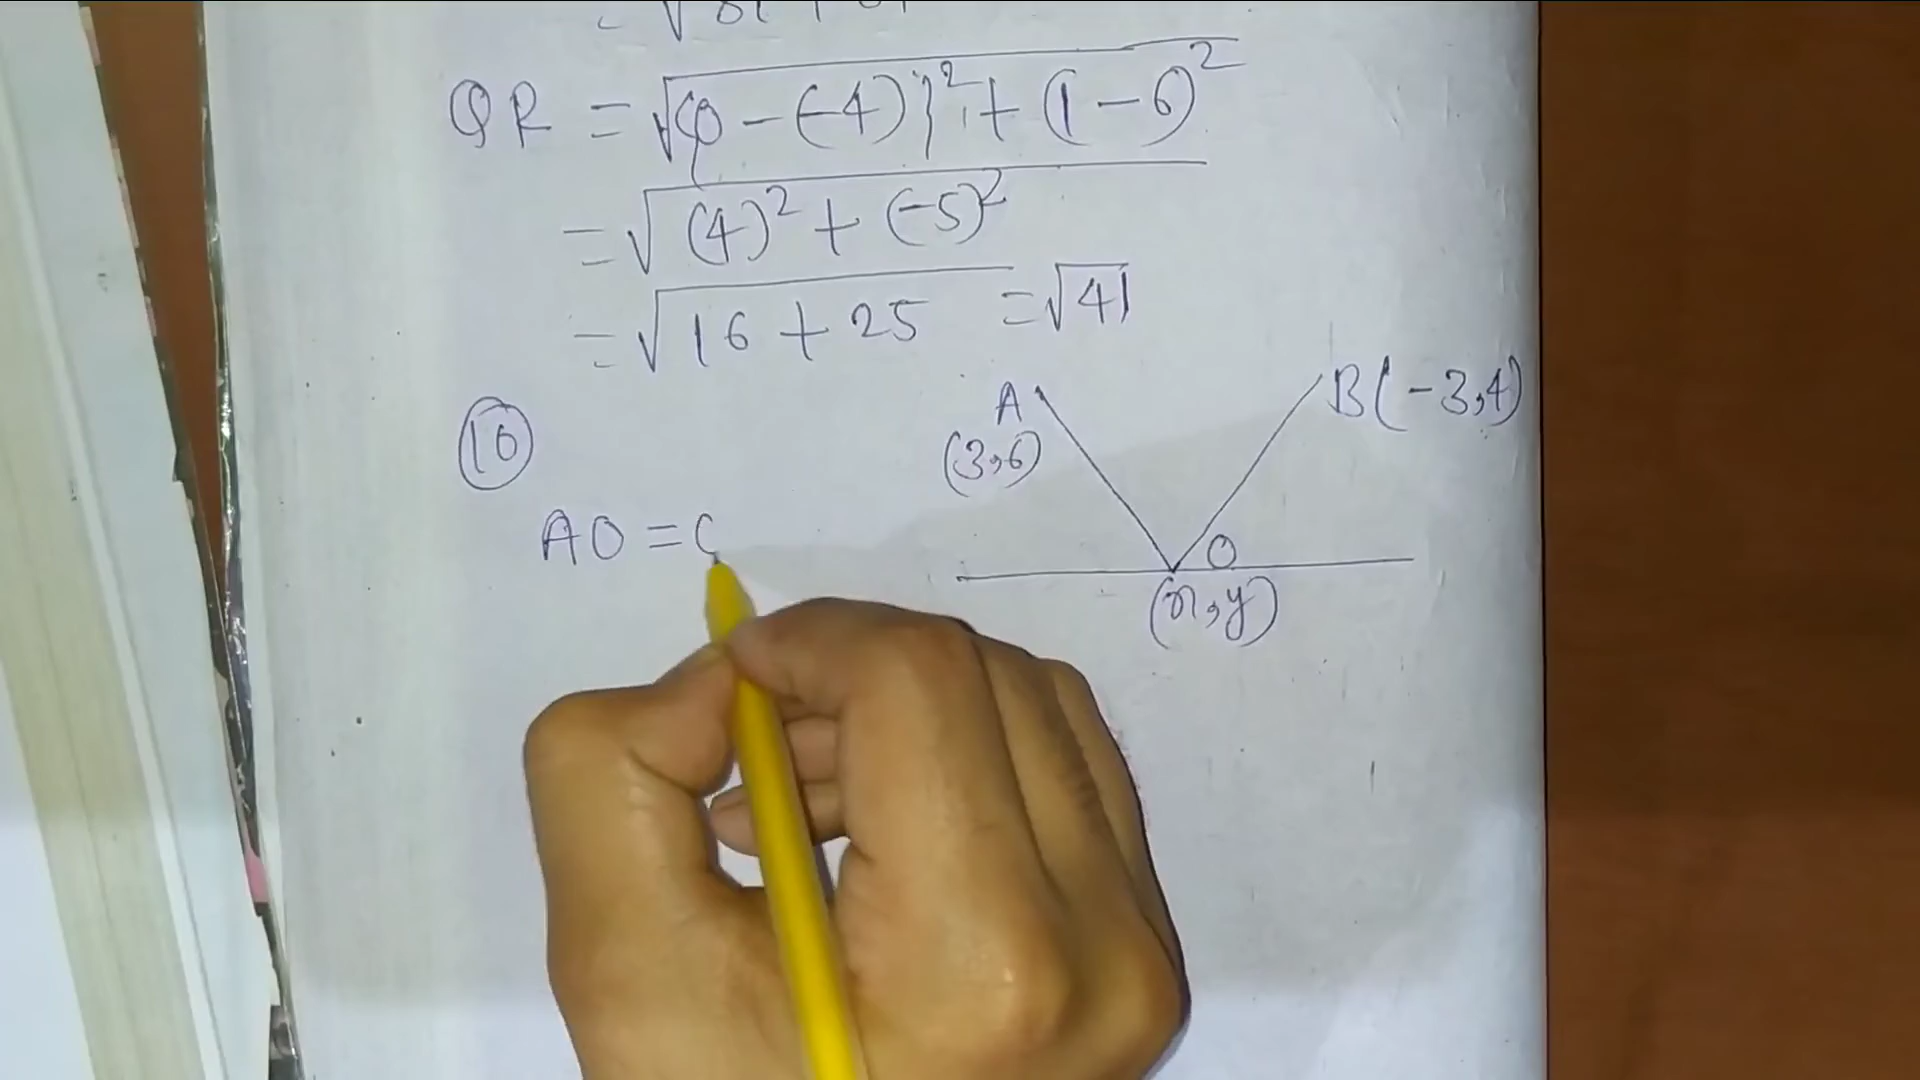 QR = √{0 - (-4)}² + (1 - 6)²
= √(4)² + (-5)²
= √16 + 25 = √41
A B(-3,4)
(10) (3,6)
AO = O
(x,y)